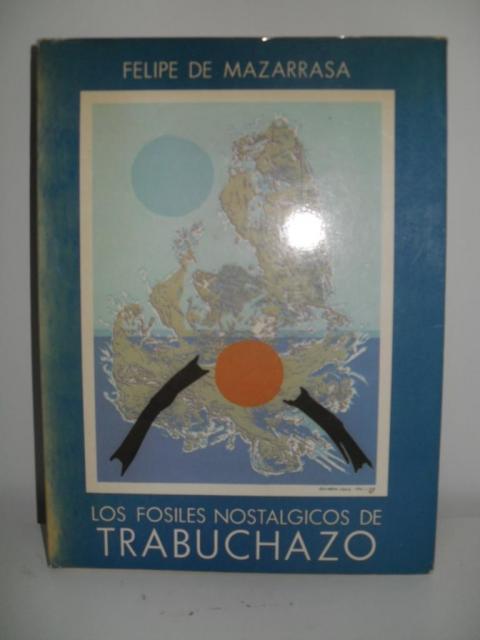 FELIPE DE MAZARRASA
LOS FOSILES NOSTALGICOS DE
TRABUCHAZO